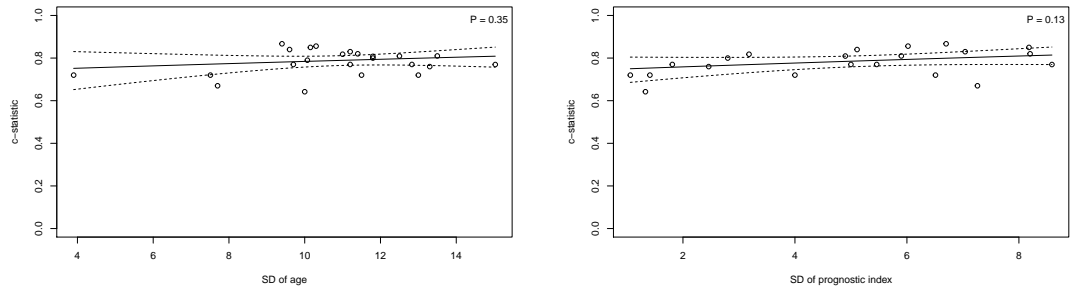 P = 0.35
c−statistic
1.0
0.8
0.6
0.4
0.2
0.0
4 6 8 10 12 14
SD of age
P = 0.13
c−statistic
1.0
0.8
0.6
0.4
0.2
0.0
2 4 6 8
SD of prognostic index